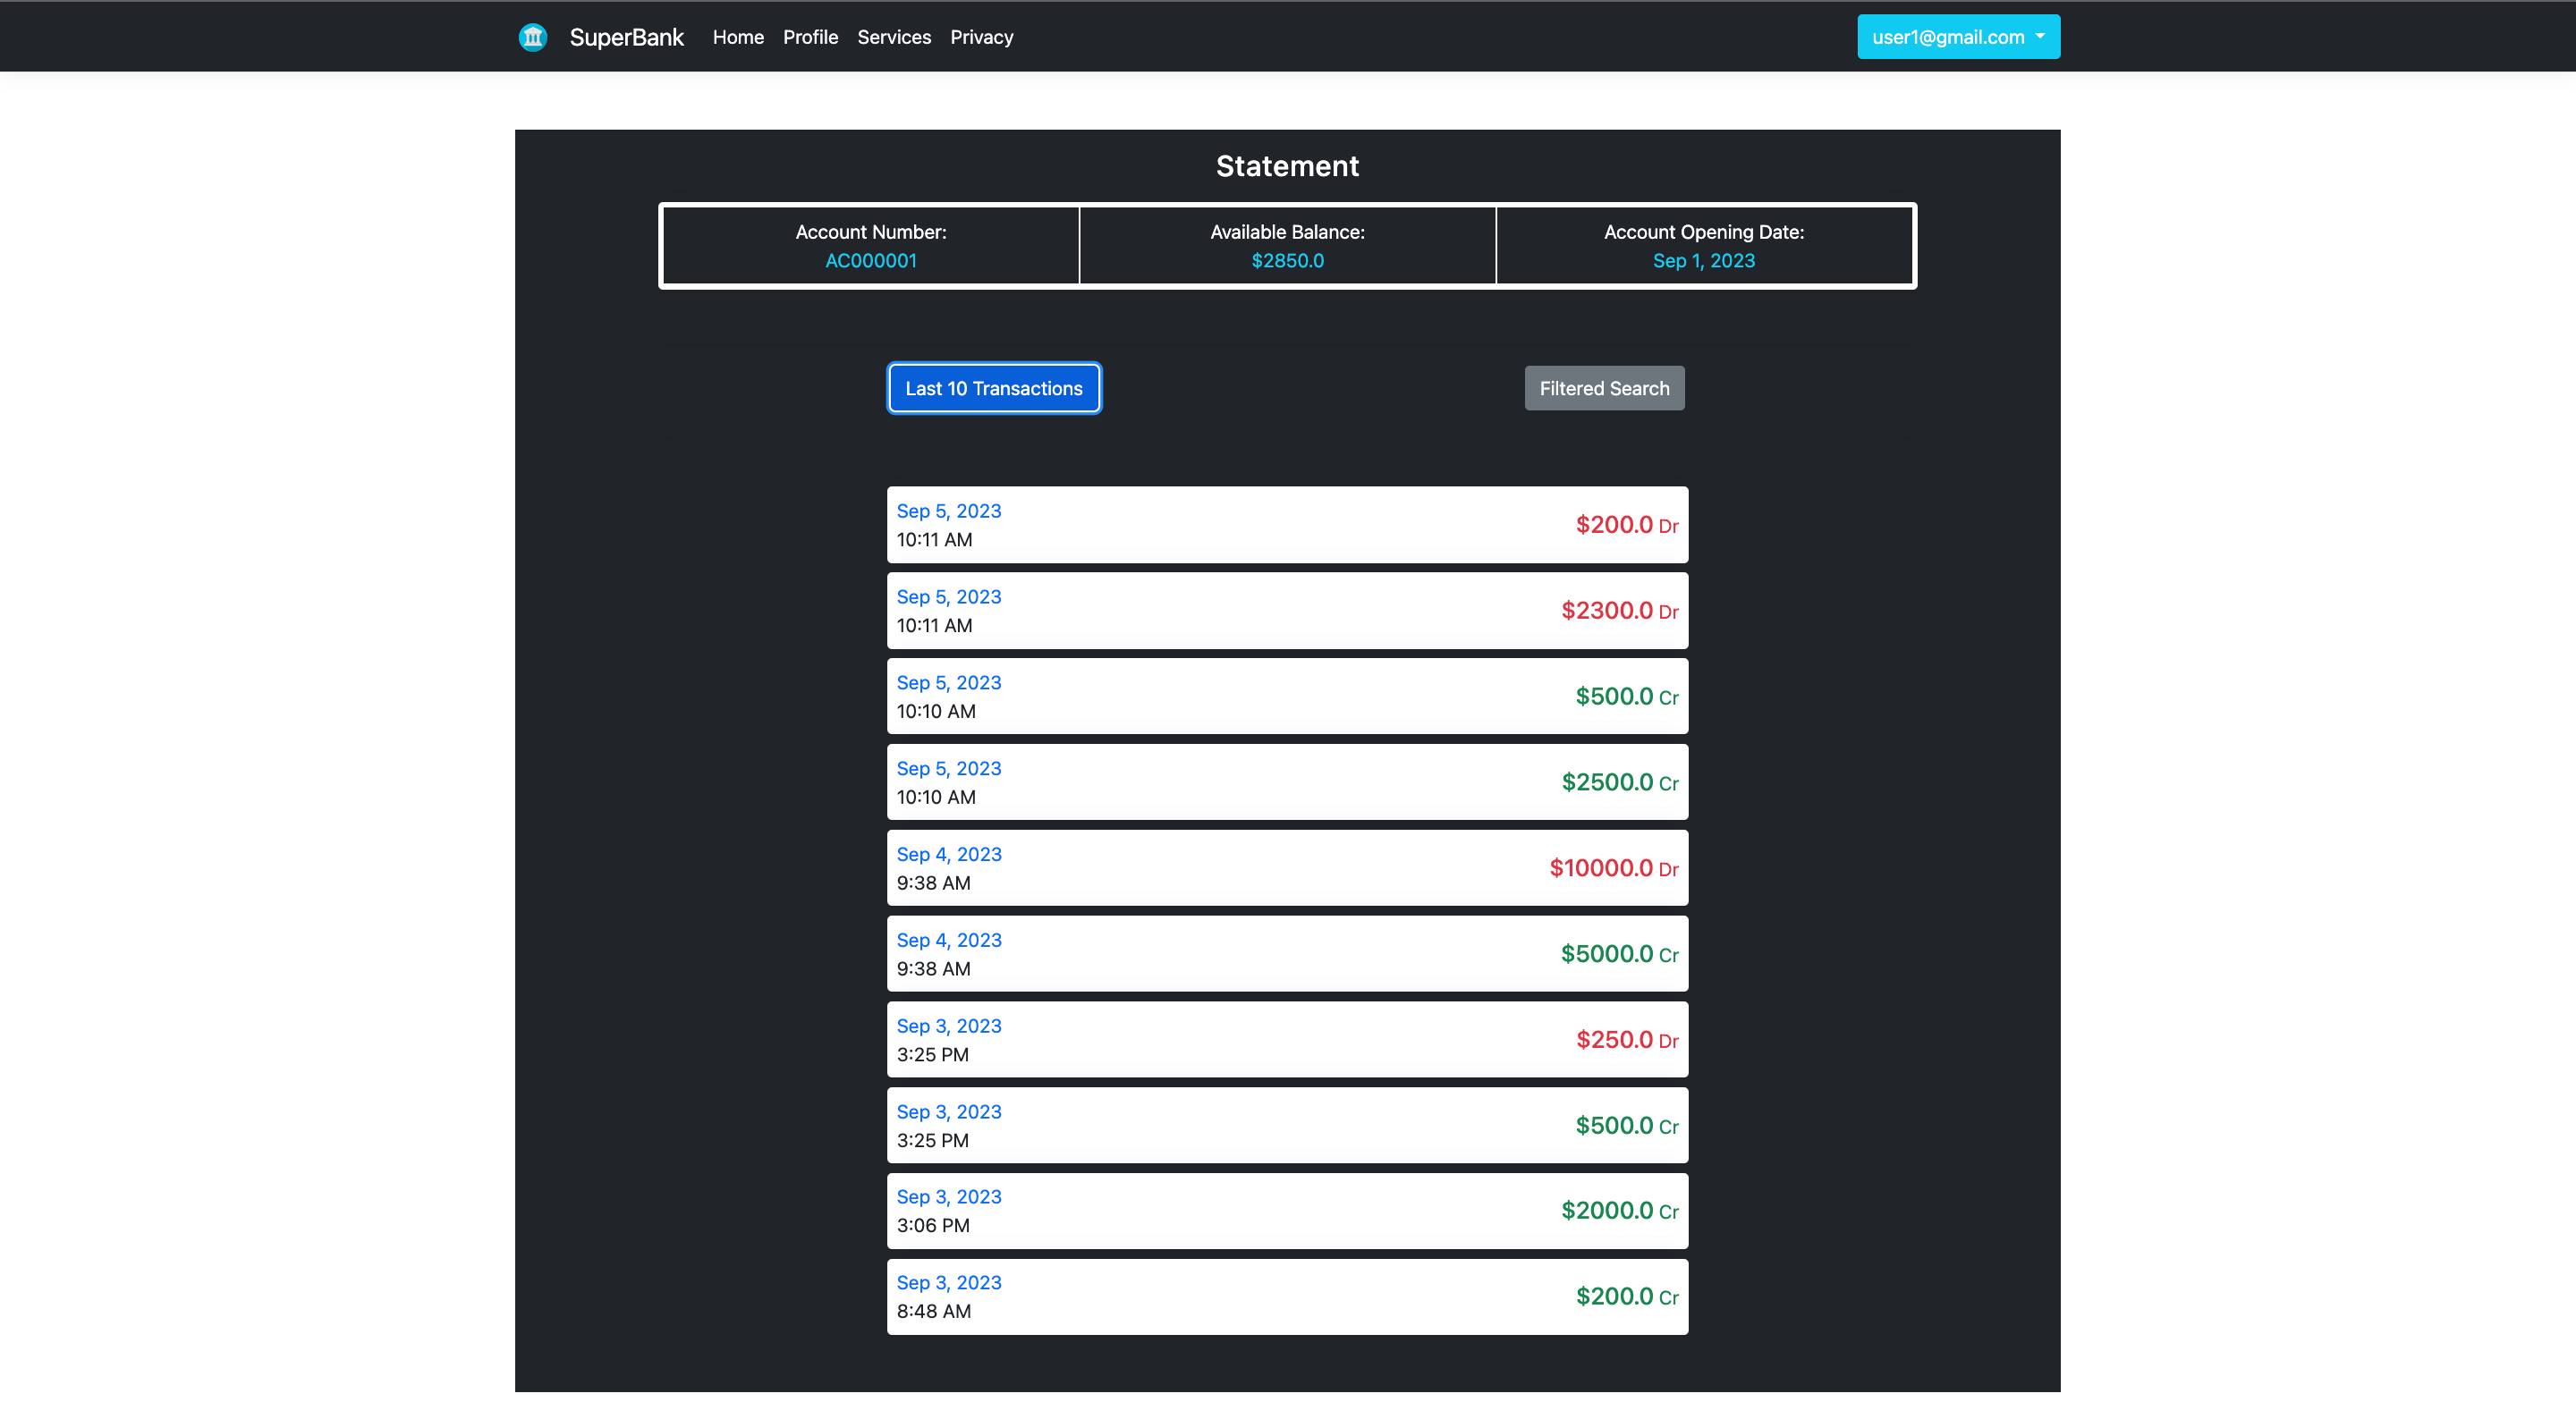 SuperBank Home Profile Services Privacy user1@gmail.com
Statement
Account Number: Available Balance: Account Opening Date:
AC000001 $2850.0 Sep 1, 2023
Last 10 Transactions Filtered Search
Sep 5, 2023
10:11 AM
$200.0 Dr
Sep 5, 2023
10:11 AM
$2300.0 Dr
Sep 5, 2023
10:10 AM
$500.0 Cr
Sep 5, 2023
10:10 AM
$2500.0 Cr
Sep 4, 2023
9:38 AM
$10000.0 Dr
Sep 4, 2023
9:38 AM
$5000.0 Cr
Sep 3, 2023
3:25 PM
$250.0 Dr
Sep 3, 2023
3:25 PM
$500.0 Cr
Sep 3, 2023
3:06 PM
$2000.0 Cr
Sep 3, 2023
8:48 AM
$200.0 Cr